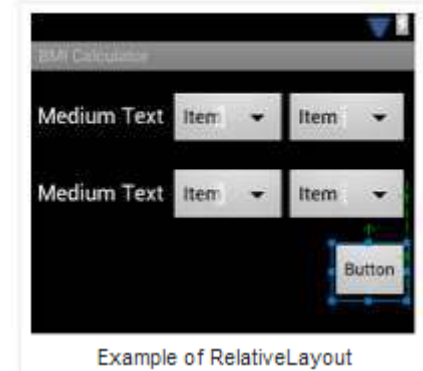 BMI Calculator
Medium Text Item Item
Medium Text Item Item
Button
Example of RelativeLayout